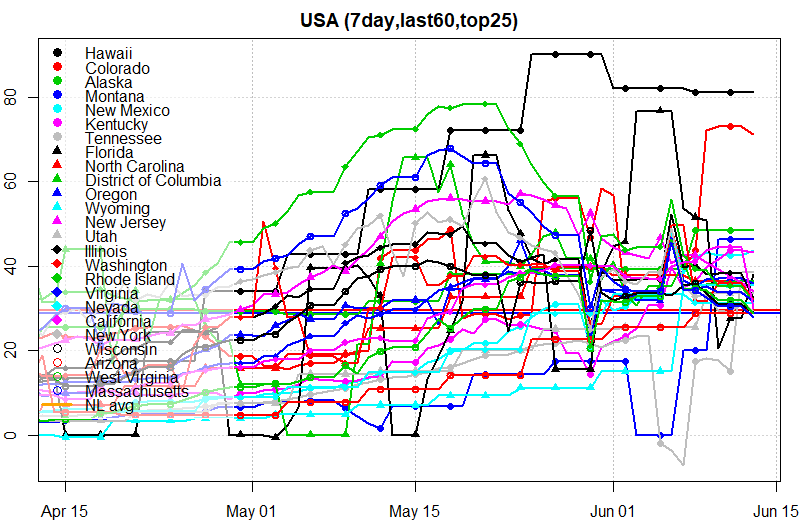 USA (7day,last60,top25)
Hawaii
Colorado
Alaska
Montana
New Mexico
Kentucky
Tennessee
Florida
North Carolina
District of Columbia
Oregon
Wyoming
New Jersey
Utah
Illinois
Washington
Rhode Island
Virginia
Nevada
California
New York
Wisconsin
Arizona
West Virginia
Massachusetts
NL avg
80
60
40
20
0
Apr 15
May 01
May 15
Jun 01
Jun 15